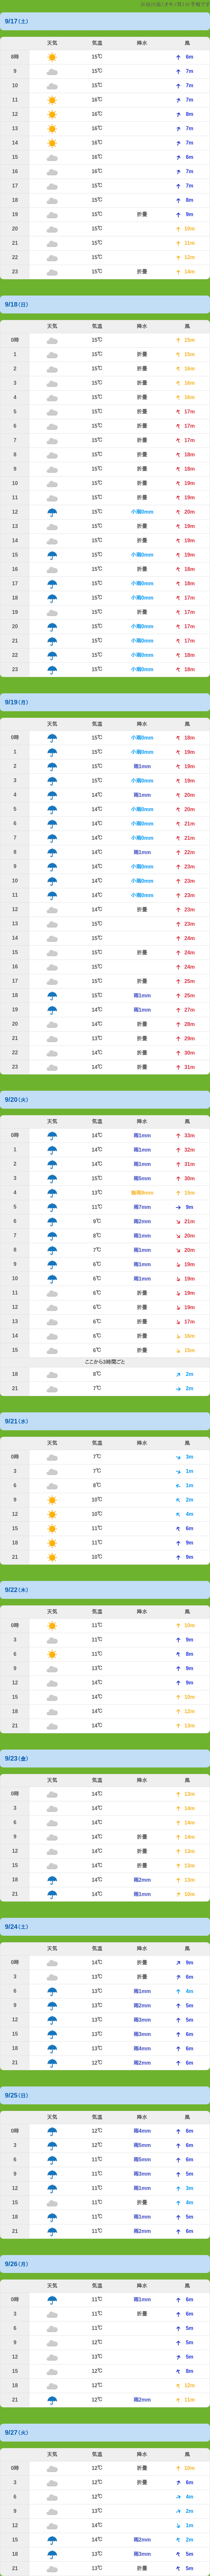 9/17(土)
天気 気温 降水 風
8時 15℃ 6m
9 15℃ 7m
10 15℃ 7m
11 16℃ 7m
12 16℃ 8m
13 16℃ 7m
14 16℃ 7m
15 16℃ 6m
16 16℃ 7m
17 15℃ 7m
18 15℃ 8m
19 15℃ 折畳 9m
20 15℃ 10m
21 15℃ 11m
22 15℃ 12m
23 15℃ 折畳 14m
9/18(日)
天気 気温 降水 風
0時 15℃ 折畳 15m
1 15℃ 折畳 15m
2 15℃ 折畳 16m
3 15℃ 折畳 16m
4 15℃ 折畳 16m
5 15℃ 折畳 17m
6 15℃ 折畳 17m
7 15℃ 折畳 17m
8 15℃ 折畳 18m
9 15℃ 折畳 18m
10 15℃ 折畳 19m
11 15℃ 折畳 19m
12 15℃ 小雨0mm 20m
13 15℃ 折畳 19m
14 15℃ 折畳 19m
15 15℃ 小雨0mm 19m
16 15℃ 折畳 18m
17 15℃ 小雨0mm 18m
18 15℃ 小雨0mm 17m
19 15℃ 折畳 17m
20 15℃ 小雨0mm 17m
21 15℃ 小雨0mm 17m
22 15℃ 小雨0mm 18m
23 15℃ 小雨0mm 18m
9/19(月)
天気 気温 降水 風
0時 15℃ 小雨0mm 18m
1 15℃ 小雨0mm 19m
2 15℃ 雨1mm 19m
3 15℃ 小雨0mm 19m
4 14℃ 雨1mm 20m
5 14℃ 小雨0mm 20m
6 14℃ 小雨0mm 21m
7 14℃ 小雨0mm 21m
8 14℃ 雨1mm 22m
9 14℃ 小雨0mm 23m
10 14℃ 小雨0mm 23m
11 14℃ 小雨0mm 23m
12 14℃ 折畳 23m
13 15℃ 23m
14 15℃ 24m
15 15℃ 折畳 24m
16 15℃ 24m
17 14℃ 折畳 25m
18 15℃ 雨1mm 25m
19 14℃ 雨1mm 27m
20 14℃ 折畳 28m
21 13℃ 折畳 29m
22 14℃ 折畳 30m
23 14℃ 折畳 31m
9/20(火)
天気 気温 降水 風
0時 14℃ 雨1mm 33m
1 14℃ 雨1mm 32m
2 14℃ 雨1mm 31m
3 15℃ 雨5mm 30m
4 13℃ 強雨8mm 15m
5 11℃ 雨7mm 9m
6 9℃ 雨2mm 21m
7 8℃ 雨1mm 20m
8 7℃ 雨1mm 20m
9 6℃ 雨1mm 19m
10 6℃ 雨1mm 19m
11 6℃ 折畳 19m
12 6℃ 折畳 19m
13 6℃ 折畳 17m
14 6℃ 折畳 16m
15 6℃ 折畳 15m
ここから3時間ごと
18 8℃ 2m
21 7℃ 2m
9/21(水)
天気 気温 降水 風
0時 7℃ 3m
3 7℃ 1m
6 8℃ 1m
9 10℃ 2m
12 10℃ 4m
15 11℃ 6m
18 11℃ 9m
21 10℃ 9m
9/22(木)
天気 気温 降水 風
0時 11℃ 10m
3 11℃ 9m
6 11℃ 8m
9 13℃ 9m
12 14℃ 9m
15 14℃ 10m
18 14℃ 12m
21 14℃ 13m
9/23(金)
天気 気温 降水 風
0時 14℃ 13m
3 14℃ 14m
6 14℃ 14m
9 14℃ 折畳 14m
12 14℃ 折畳 13m
15 14℃ 折畳 13m
18 14℃ 雨2mm 13m
21 14℃ 雨1mm 10m
9/24(土)
天気 気温 降水 風
0時 14℃ 折畳 9m
3 13℃ 折畳 6m
6 13℃ 雨1mm 4m
9 13℃ 雨2mm 5m
12 13℃ 雨3mm 5m
15 13℃ 雨3mm 6m
18 13℃ 雨4mm 6m
21 12℃ 雨2mm 6m
9/25(日)
天気 気温 降水 風
0時 12℃ 雨4mm 6m
3 12℃ 雨5mm 6m
6 11℃ 雨5mm 6m
9 11℃ 雨3mm 5m
12 11℃ 雨1mm 3m
15 11℃ 折畳 4m
18 11℃ 雨1mm 5m
21 11℃ 雨2mm 6m
9/26(月)
天気 気温 降水 風
0時 11℃ 雨1mm 6m
3 11℃ 折畳 6m
6 11℃ 5m
9 12℃ 5m
12 13℃ 5m
15 12℃ 8m
18 12℃ 12m
21 12℃ 雨2mm 11m
9/27(火)
天気 気温 降水 風
0時 12℃ 折畳 10m
3 12℃ 折畳 6m
6 12℃ 4m
9 13℃ 2m
12 14℃ 1m
15 14℃ 雨2mm 2m
18 13℃ 雨3mm 5m
21 13℃ 折畳 5m